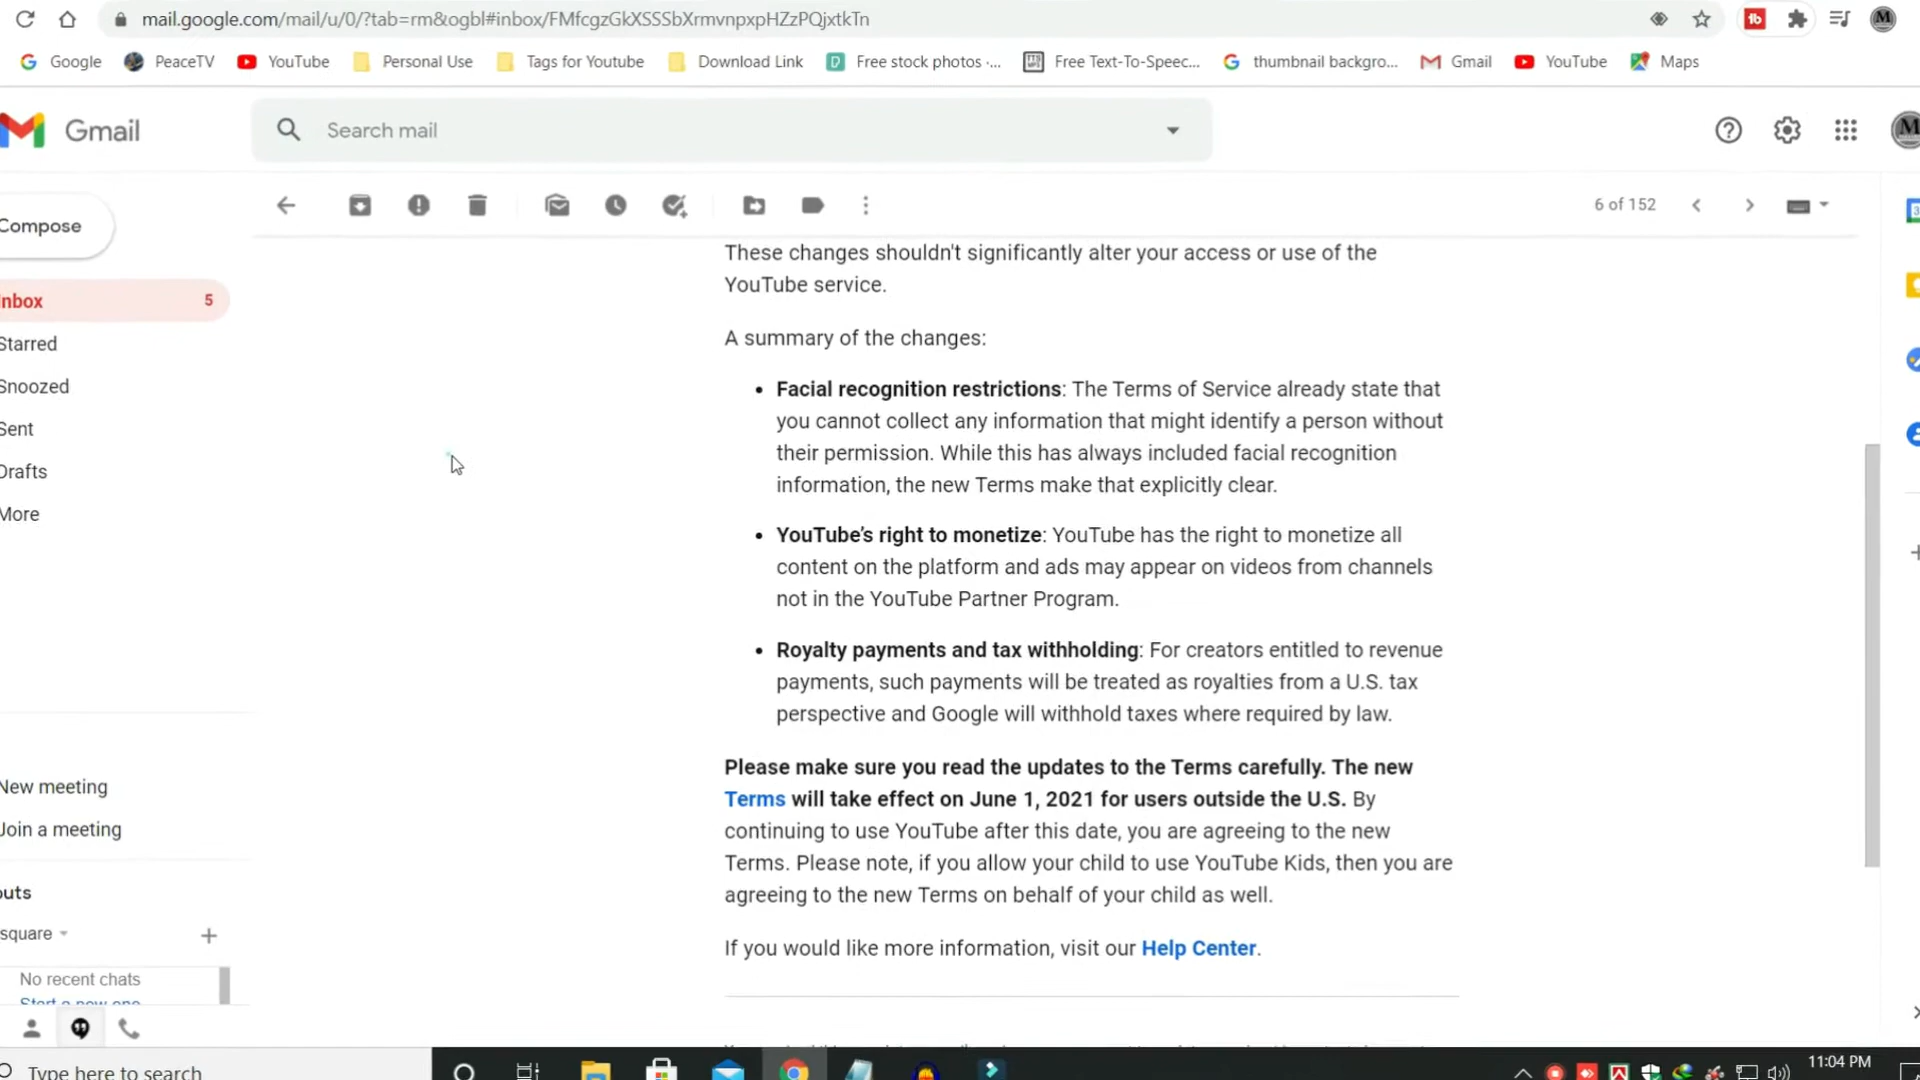 mail.google.com/mail/u/0/?tab=rm&ogbl#inbox/FMfcgzGkXSSSbXrmvnpxpHZzPQjxtkTn
Google PeaceTV YouTube Personal Use Tags for Youtube Download Link Free stock photos ·... Free Text-To-Speec... thumbnail backgro... Gmail YouTube Maps
Gmail
Search mail
Compose
6 of 152
Inbox 5
Starred
Snoozed
Sent
Drafts
More
These changes shouldn't significantly alter your access or use of the
YouTube service.
A summary of the changes:
• Facial recognition restrictions: The Terms of Service already state that
you cannot collect any information that might identify a person without
their permission. While this has always included facial recognition
information, the new Terms make that explicitly clear.
• YouTube’s right to monetize: YouTube has the right to monetize all
content on the platform and ads may appear on videos from channels
not in the YouTube Partner Program.
• Royalty payments and tax withholding: For creators entitled to revenue
payments, such payments will be treated as royalties from a U.S. tax
perspective and Google will withhold taxes where required by law.
Please make sure you read the updates to the Terms carefully. The new
Terms will take effect on June 1, 2021 for users outside the U.S. By
continuing to use YouTube after this date, you are agreeing to the new
Terms. Please note, if you allow your child to use YouTube Kids, then you are
agreeing to the new Terms on behalf of your child as well.
If you would like more information, visit our Help Center.
New meeting
Join a meeting
outs
square
No recent chats
Start a new one
Type here to search
11:04 PM